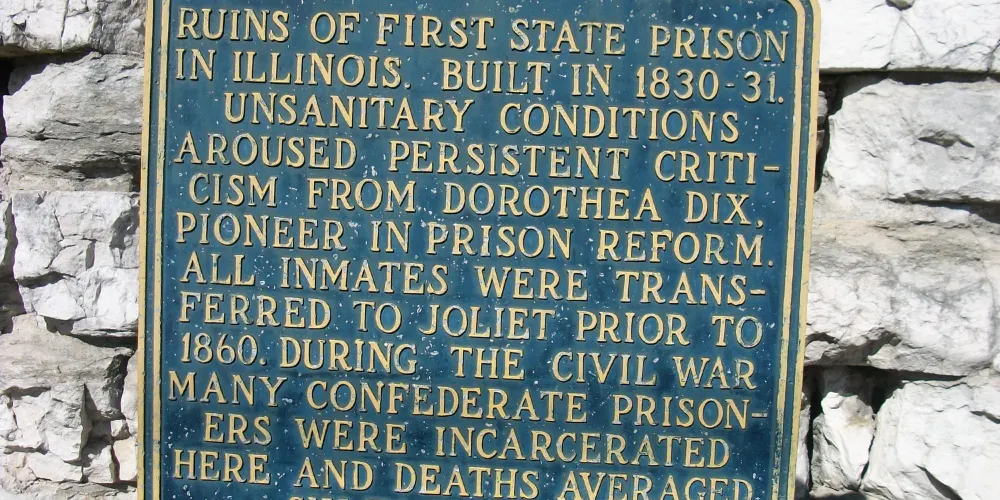 RUINS OF FIRST STATE PRISON
IN ILLINOIS. BUILT IN 1830-31.
UNSANITARY CONDITIONS
AROUSED PERSISTENT CRITI-
CISM FROM DOROTHEA DIX,
PIONEER IN PRISON REFORM.
ALL INMATES WERE TRANS-
FERRED TO JOLIET PRIOR TO
1860. DURING THE CIVIL WAR
MANY CONFEDERATE PRISON-
ERS WERE INCARCERATED
HERE AND DEATHS AVERAGED